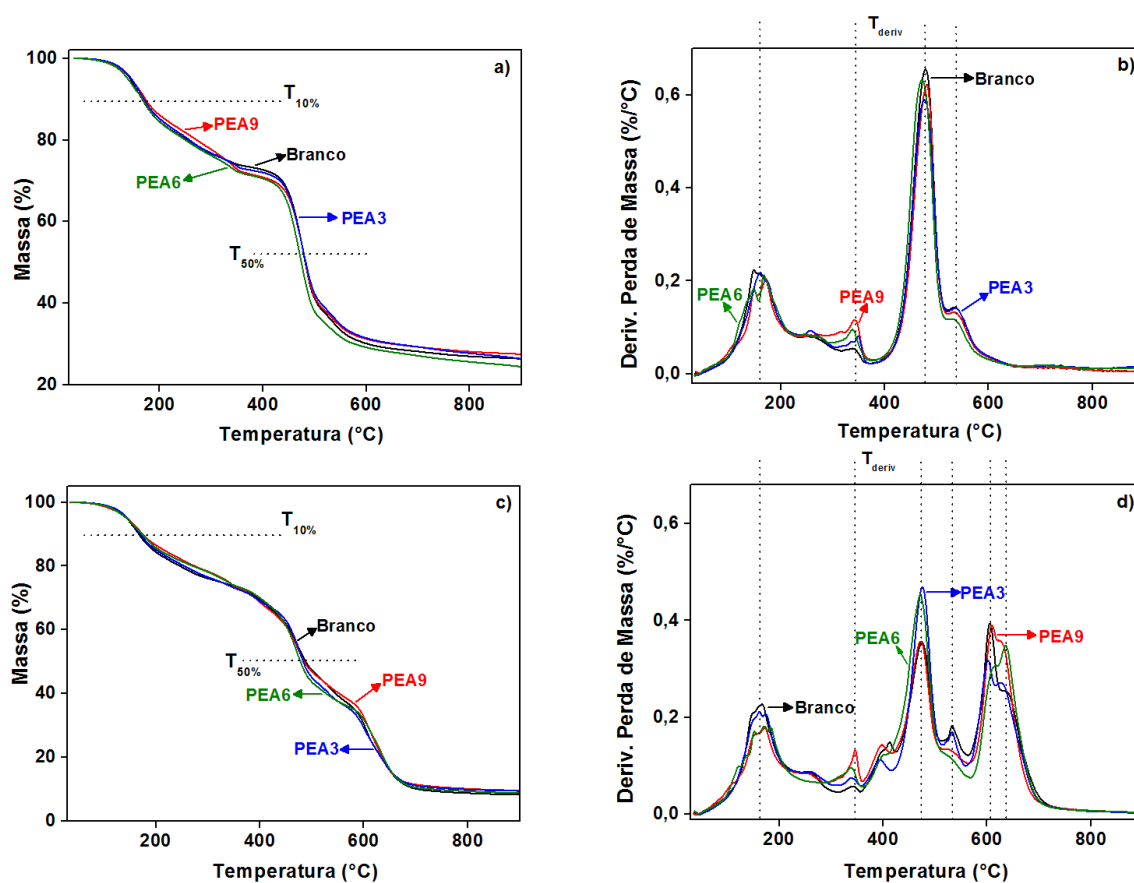 a)
Massa (%)
100
80
60
40
20
T10%
PEA9
Branco
PEA6
PEA3
T50%
200 400 600 800
Temperatura (°C)
b)
Tderiv
Deriv. Perda de Massa (%/°C)
0,6
0,4
0,2
0,0
Branco
PEA6
PEA9
PEA3
200 400 600 800
Temperatura (°C)
c)
Massa (%)
100
80
60
40
20
0
T10%
Branco
T50%
PEA6
PEA9
PEA3
200 400 600 800
Temperatura (°C)
d)
Tderiv
Deriv. Perda de Massa (%/°C)
0,6
0,4
0,2
0,0
PEA3
PEA6
PEA9
Branco
200 400 600 800
Temperatura (°C)